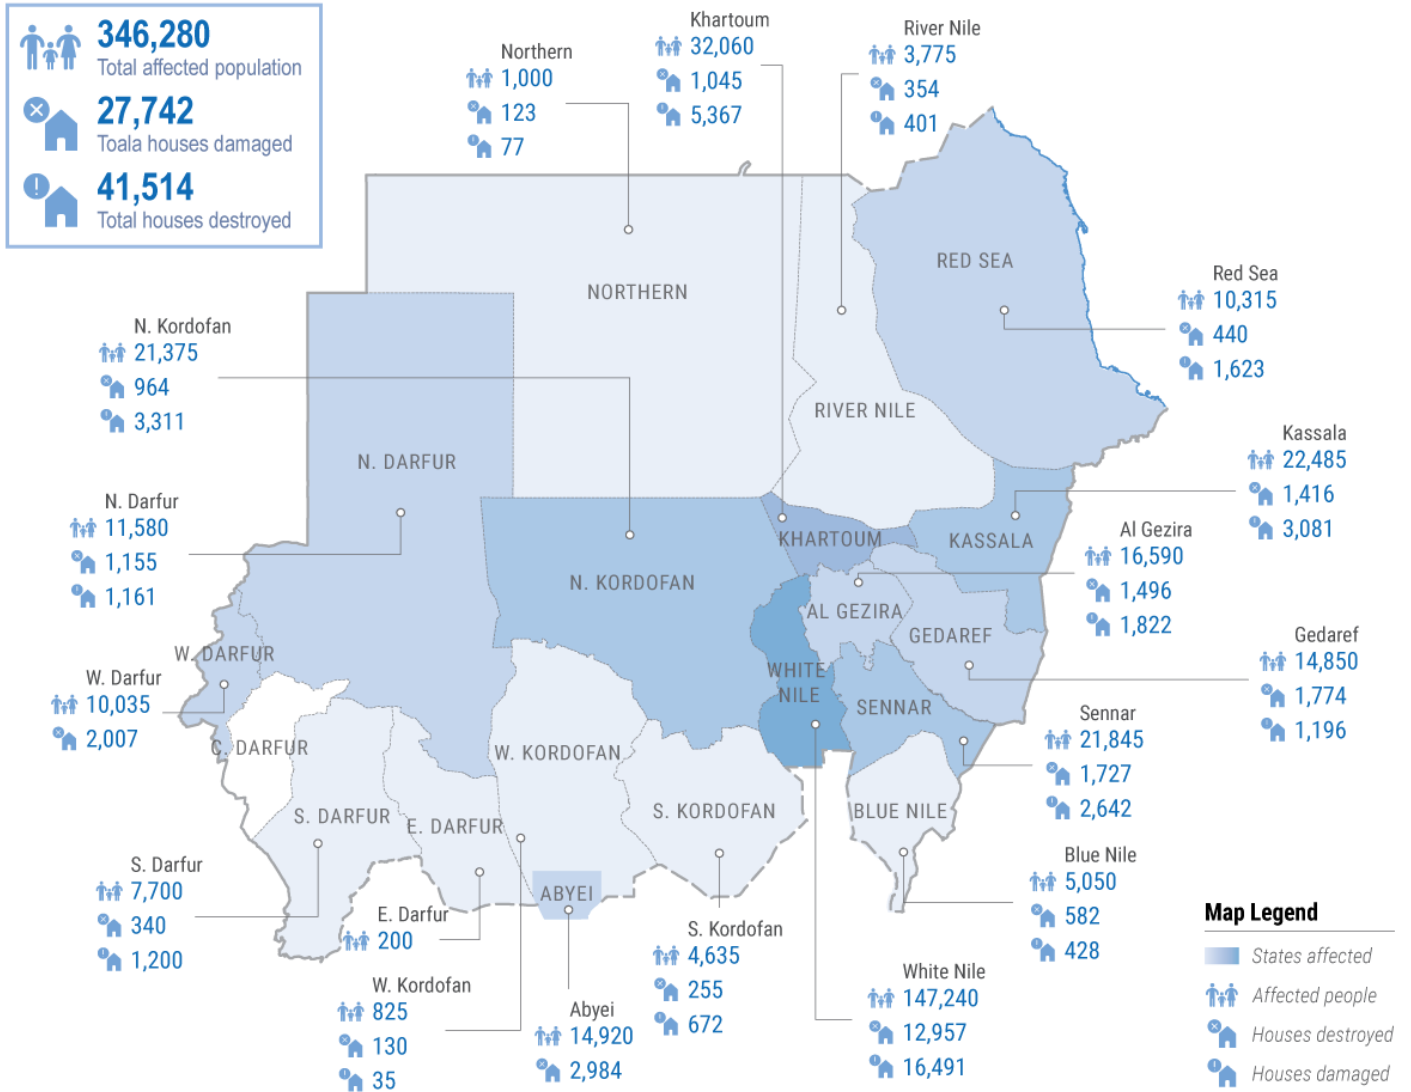 346,280
Total affected population
27,742
Toala houses damaged
41,514
Total houses destroyed
Northern
1,000
123
77
Khartoum
32,060
1,045
5,367
River Nile
3,775
354
401
Red Sea
10,315
440
1,623
N. Kordofan
21,375
964
3,311
Kassala
22,485
1,416
3,081
N. Darfur
11,580
1,155
1,161
Al Gezira
16,590
1,496
1,822
Gedaref
14,850
1,774
1,196
W. Darfur
10,035
2,007
Sennar
21,845
1,727
2,642
S. Darfur
7,700
340
1,200
E. Darfur
200
W. Kordofan
825
130
35
Abyei
14,920
2,984
S. Kordofan
4,635
255
672
White Nile
147,240
12,957
16,491
Blue Nile
5,050
582
428
NORTHERN
RED SEA
RIVER NILE
N. DARFUR
KHARTOUM
KASSALA
N. KORDOFAN
AL GEZIRA
GEDAREF
W. DARFUR
WHITE
NILE
SENNAR
C. DARFUR
W. KORDOFAN
S. DARFUR
E. DARFUR
S. KORDOFAN
BLUE NILE
ABYEI
Map Legend
States affected
Affected people
Houses destroyed
Houses damaged